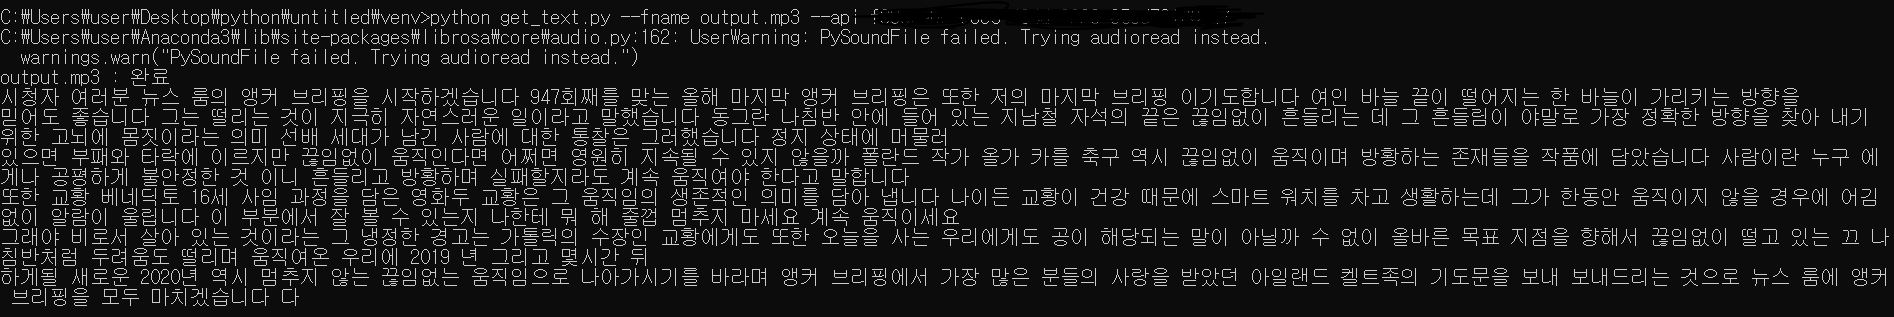 C:\Users\user\Desktop\python\untitled\venv>python get_text.py --fname output.mp3 --api
C:\Users\user\Anaconda3\lib\site-packages\librosa\core\audio.py:162: UserWarning: PySoundFile failed. Trying audioread instead.
  warnings.warn("PySoundFile failed. Trying audioread instead.")
output.mp3 : 완료
시청자 여러분 뉴스 룸의 앵커 브리핑을 시작하겠습니다 947회째를 맞는 올해 마지막 앵커 브리핑은 또한 저의 마지막 브리핑 이기도합니다 여인 바늘 끝이 떨어지는 한 바늘이 가리키는 방향을
믿어도 좋습니다 그는 떨리는 것이 지극히 자연스러운 일이라고 말했습니다 동그란 나침반 안에 들어 있는 지남철 자석의 끝은 끊임없이 흔들리는 데 그 흔들림이 야말로 가장 정확한 방향을 찾아 내기
위한 고뇌에 몸짓이라는 의미 선배 세대가 남긴 사람에 대한 통찰은 그러했습니다 정지 상태에 머물러
있으면 부패와 타락에 이르지만 끊임없이 움직인다면 어쩌면 영원히 지속될 수 있지 않을까 폴란드 작가 올가 카를 축구 역시 끊임없이 움직이며 방황하는 존재들을 작품에 담았습니다 사람이란 누구 에
게나 공평하게 불안정한 것 이니 흔들리고 방황하며 실패할지라도 계속 움직여야 한다고 말합니다
또한 교황 베네딕토 16세 사임 과정을 담은 영화두 교황은 그 움직임의 생존적인 의미를 담아 냅니다 나이든 교황이 건강 때문에 스마트 워치를 차고 생활하는데 그가 한동안 움직이지 않을 경우에 어김
없이 알람이 울립니다 이 부분에서 잘 볼 수 있는지 나한테 뭐 해 줄껍 멈추지 마세요 계속 움직이세요
그래야 비로서 살아 있는 것이라는 그 냉정한 경고는 가톨릭의 수장인 교황에게도 또한 오늘을 사는 우리에게도 공이 해당되는 말이 아닐까 수 없이 올바른 목표 지점을 향해서 끊임없이 떨고 있는 끄 나
침반처럼 두려움도 떨리며 움직여온 우리에 2019 년 그리고 몇시간 뒤
하게될 새로운 2020년 역시 멈추지 않는 끊임없는 움직임으로 나아가시기를 바라며 앵커 브리핑에서 가장 많은 분들의 사랑을 받았던 아일랜드 켈트족의 기도문을 보내 보내드리는 것으로 뉴스 룸에 앵커
 브리핑을 모두 마치겠습니다 다